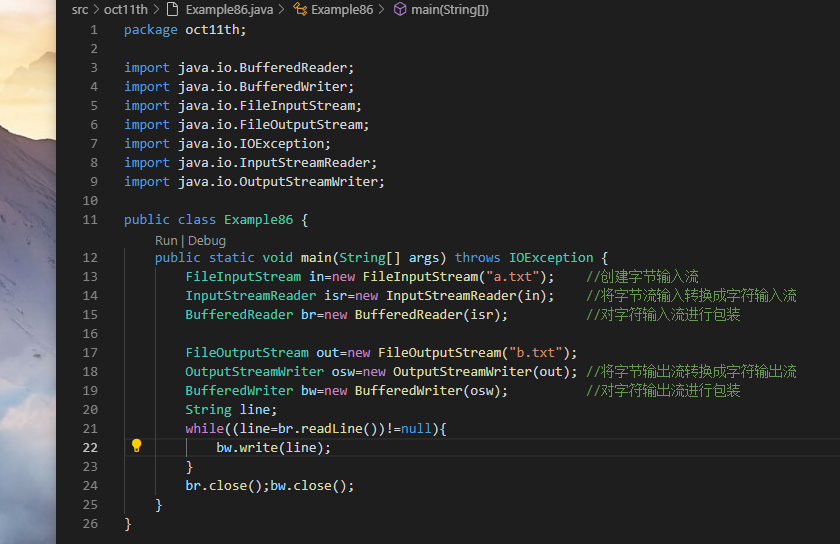 src > oct11th > Example86.java > Example86 > main(String[])
1 package oct11th;
2
3 import java.io.BufferedReader;
4 import java.io.BufferedWriter;
5 import java.io.FileInputStream;
6 import java.io.FileOutputStream;
7 import java.io.IOException;
8 import java.io.InputStreamReader;
9 import java.io.OutputStreamWriter;
10
11 public class Example86 {
Run | Debug
12 public static void main(String[] args) throws IOException {
13 FileInputStream in=new FileInputStream("a.txt"); //创建字节输入流
14 InputStreamReader isr=new InputStreamReader(in); //将字节流输入转换成字符输入流
15 BufferedReader br=new BufferedReader(isr); //对字符输入流进行包装
16
17 FileOutputStream out=new FileOutputStream("b.txt");
18 OutputStreamWriter osw=new OutputStreamWriter(out); //将字节输出流转换成字符输出流
19 BufferedWriter bw=new BufferedWriter(osw); //对字符输出流进行包装
20 String line;
21 while((line=br.readLine())!=null){
22 bw.write(line);
23 }
24 br.close();bw.close();
25 }
26 }